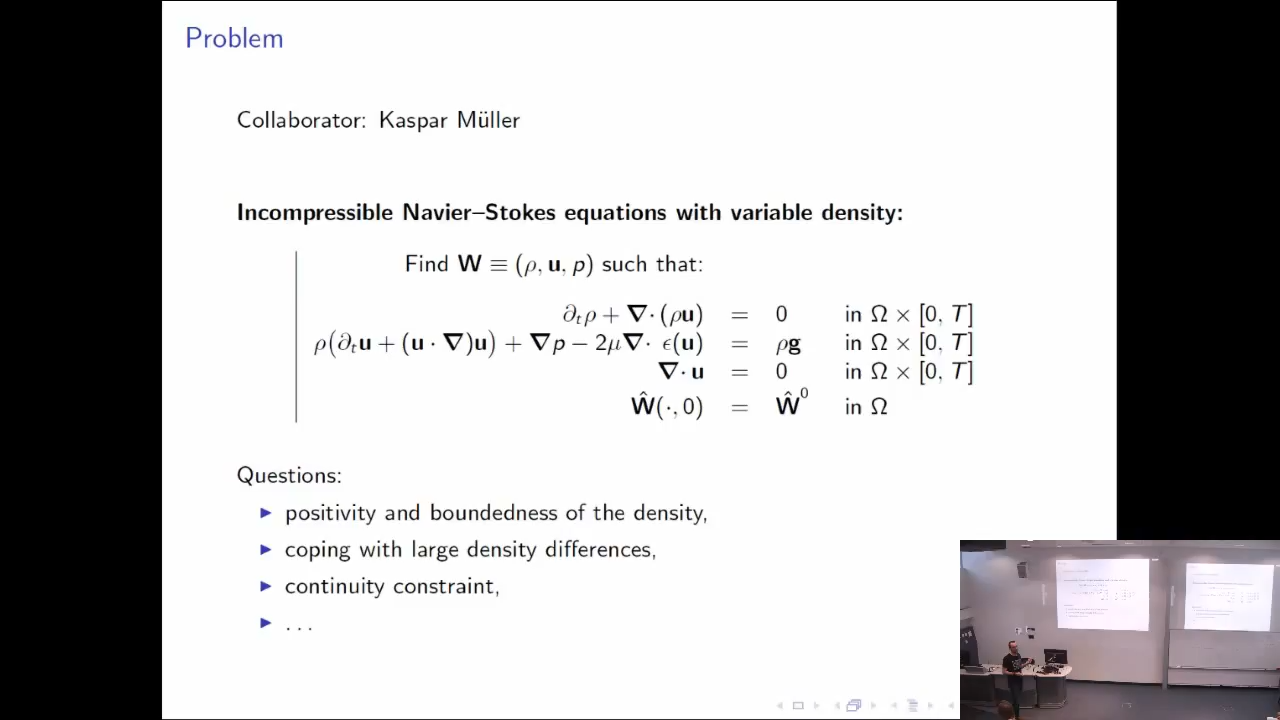 Problem
Collaborator: Kaspar Müller
Incompressible Navier–Stokes equations with variable density:
Find W ≡ (ρ, u, p) such that:
∂ₜρ + ∇· (ρu) = 0 in Ω × [0, T]
ρ(∂ₜu + (u · ∇)u) + ∇p − 2μ∇· ϵ(u) = ρg in Ω × [0, T]
∇· u = 0 in Ω × [0, T]
Ŵ(·, 0) = Ŵ⁰ in Ω
Questions:
▶ positivity and boundedness of the density,
▶ coping with large density differences,
▶ continuity constraint,
▶ . . .